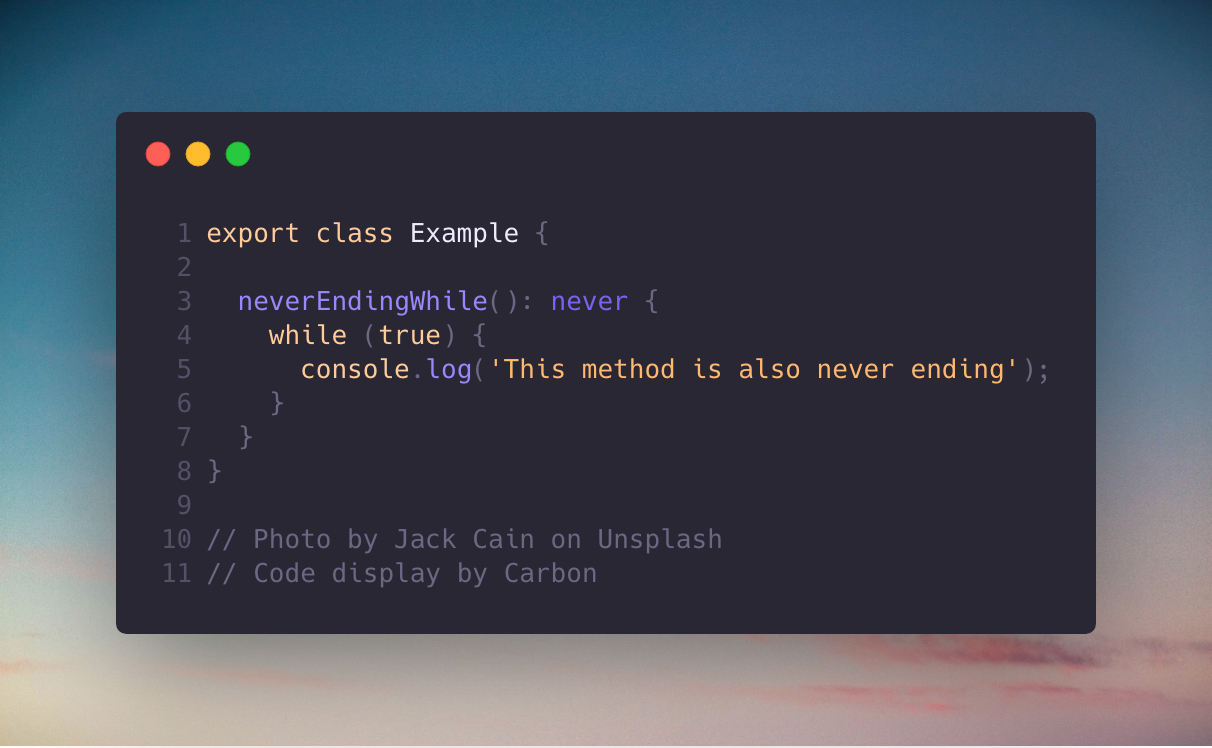 1 export class Example {
2
3 neverEndingWhile(): never {
4 while (true) {
5 console.log('This method is also never ending');
6 }
7 }
8 }
9
10 // Photo by Jack Cain on Unsplash
11 // Code display by Carbon